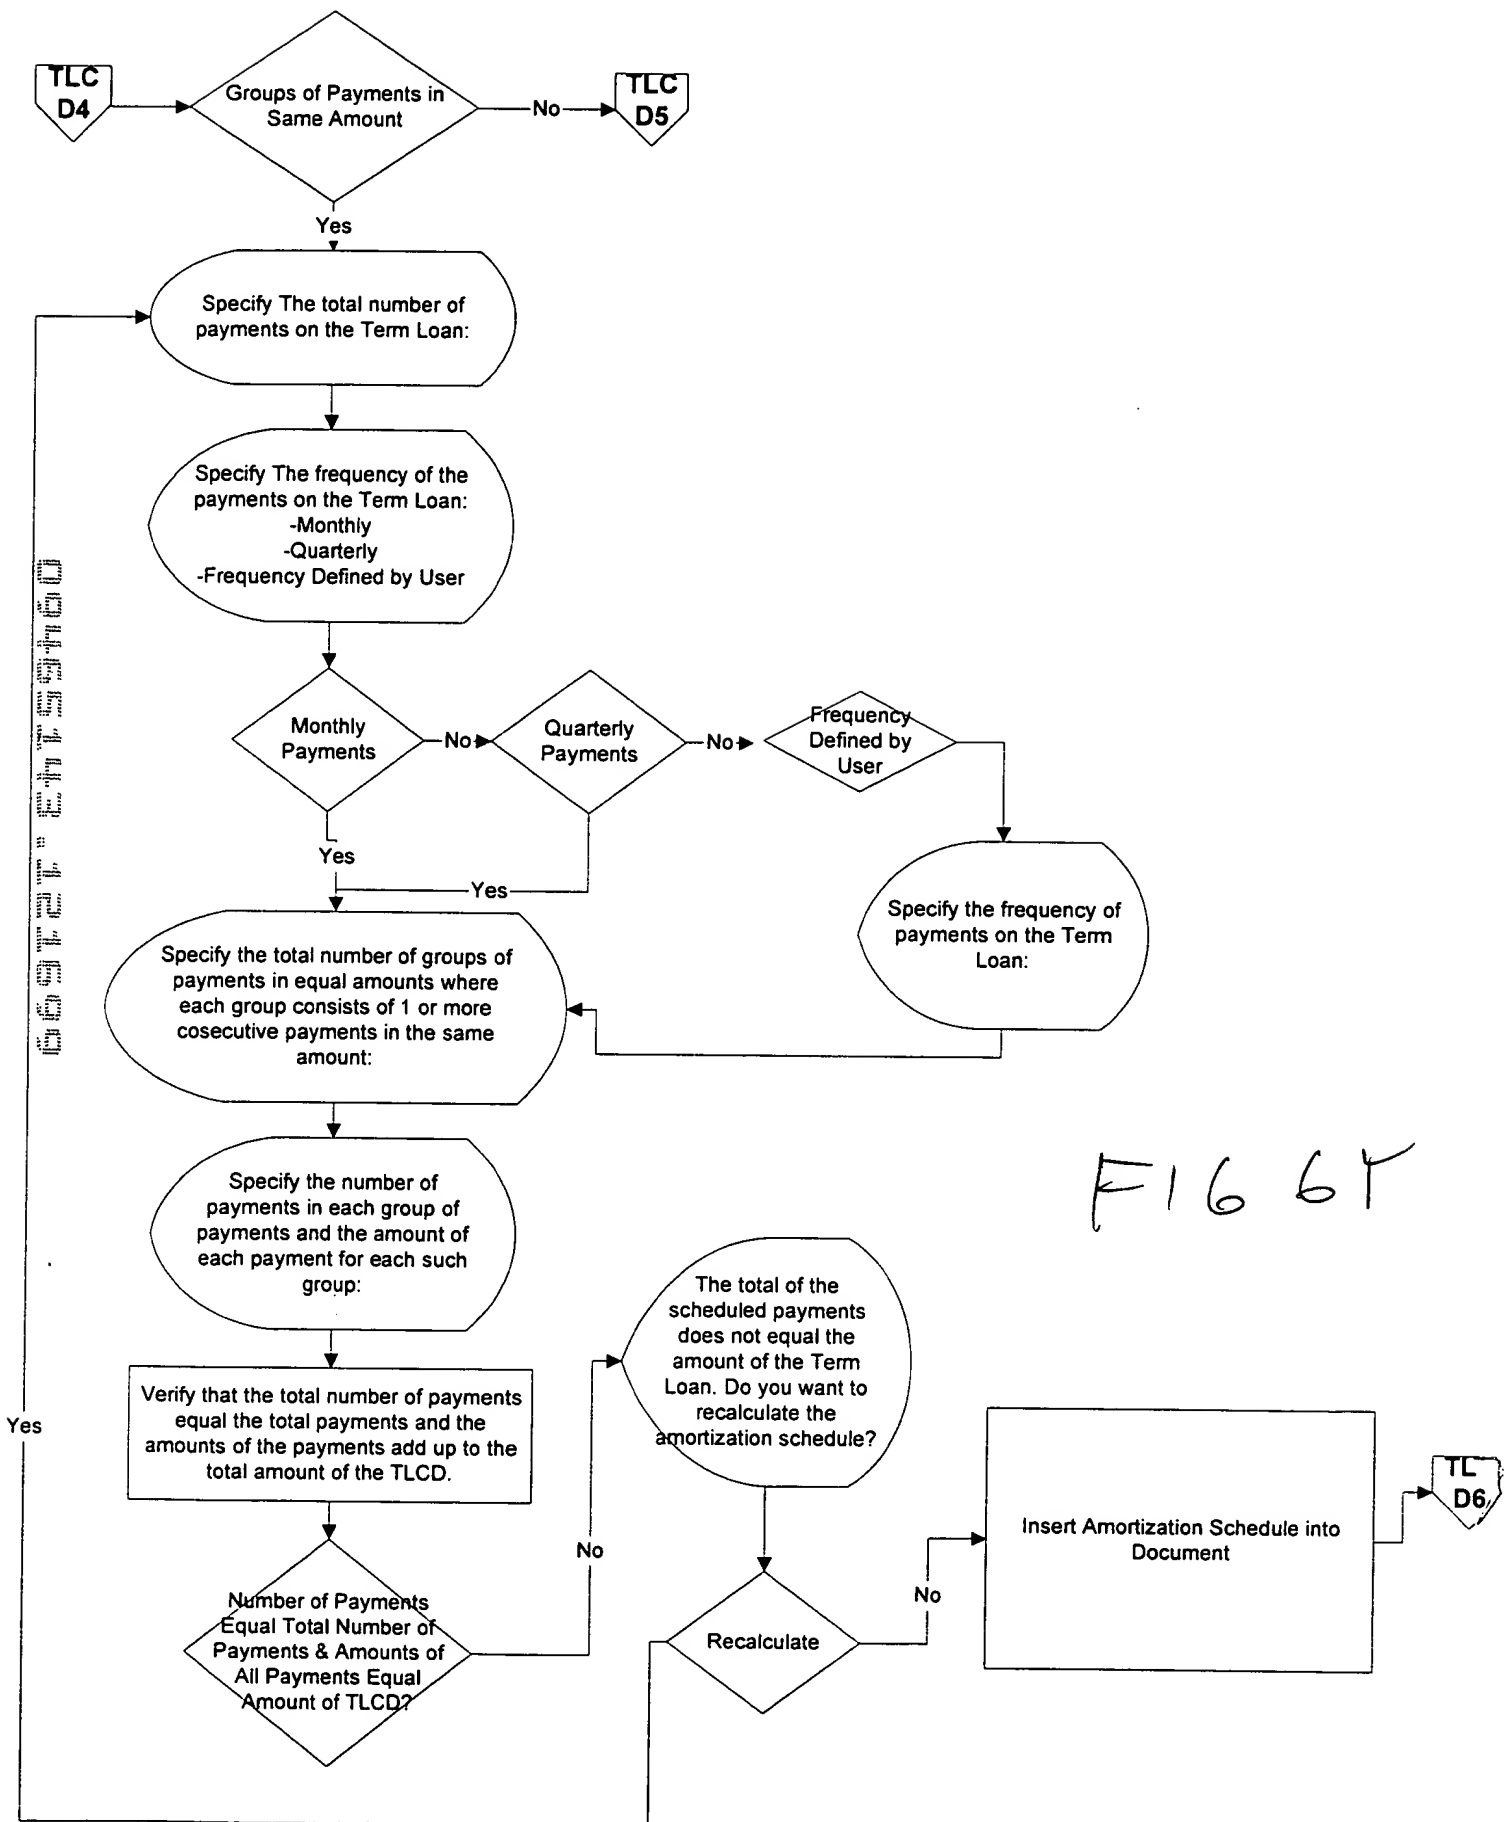 TLC
D4
Groups of Payments in
Same Amount
No
TLC
D5
Yes
Specify The total number of
payments on the Term Loan:
Specify The frequency of the
payments on the Term Loan:
-Monthly
-Quarterly
-Frequency Defined by User
Monthly
Payments
No
Quarterly
Payments
No
Frequency
Defined by
User
Yes
Yes
Specify the frequency of
payments on the Term
Loan:
Specify the total number of groups of
payments in equal amounts where
each group consists of 1 or more
cosecutive payments in the same
amount:
Specify the number of
payments in each group of
payments and the amount of
each payment for each such
group:
FIG 6Y
The total of the
scheduled payments
does not equal the
amount of the Term
Loan. Do you want to
recalculate the
amortization schedule?
Verify that the total number of payments
equal the total payments and the
amounts of the payments add up to the
total amount of the TLCD.
Yes
No
Number of Payments
Equal Total Number of
Payments & Amounts of
All Payments Equal
Amount of TLCD?
Recalculate
No
Insert Amortization Schedule into
Document
TL
D6
09455143.121699